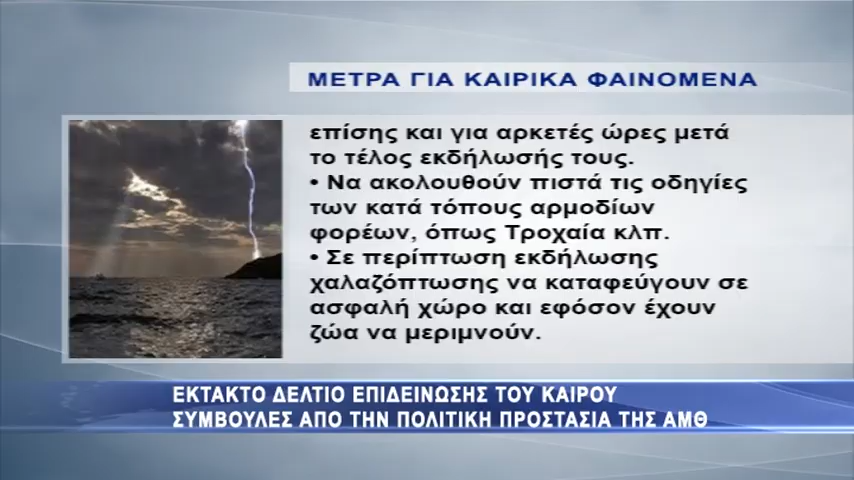 ΜΕΤΡΑ ΓΙΑ ΚΑΙΡΙΚΑ ΦΑΙΝΟΜΕΝΑ
επίσης και για αρκετές ώρες μετά
το τέλος εκδήλωσής τους.
• Να ακολουθούν πιστά τις οδηγίες
των κατά τόπους αρμοδίων
φορέων, όπως Τροχαία κλπ.
• Σε περίπτωση εκδήλωσης
χαλαζόπτωσης να καταφεύγουν σε
ασφαλή χώρο και εφόσον έχουν
ζώα να μεριμνούν.
ΕΚΤΑΚΤΟ ΔΕΛΤΙΟ ΕΠΙΔΕΙΝΩΣΗΣ ΤΟΥ ΚΑΙΡΟΥ
ΣΥΜΒΟΥΛΕΣ ΑΠΟ ΤΗΝ ΠΟΛΙΤΙΚΗ ΠΡΟΣΤΑΣΙΑ ΤΗΣ ΑΜΘ